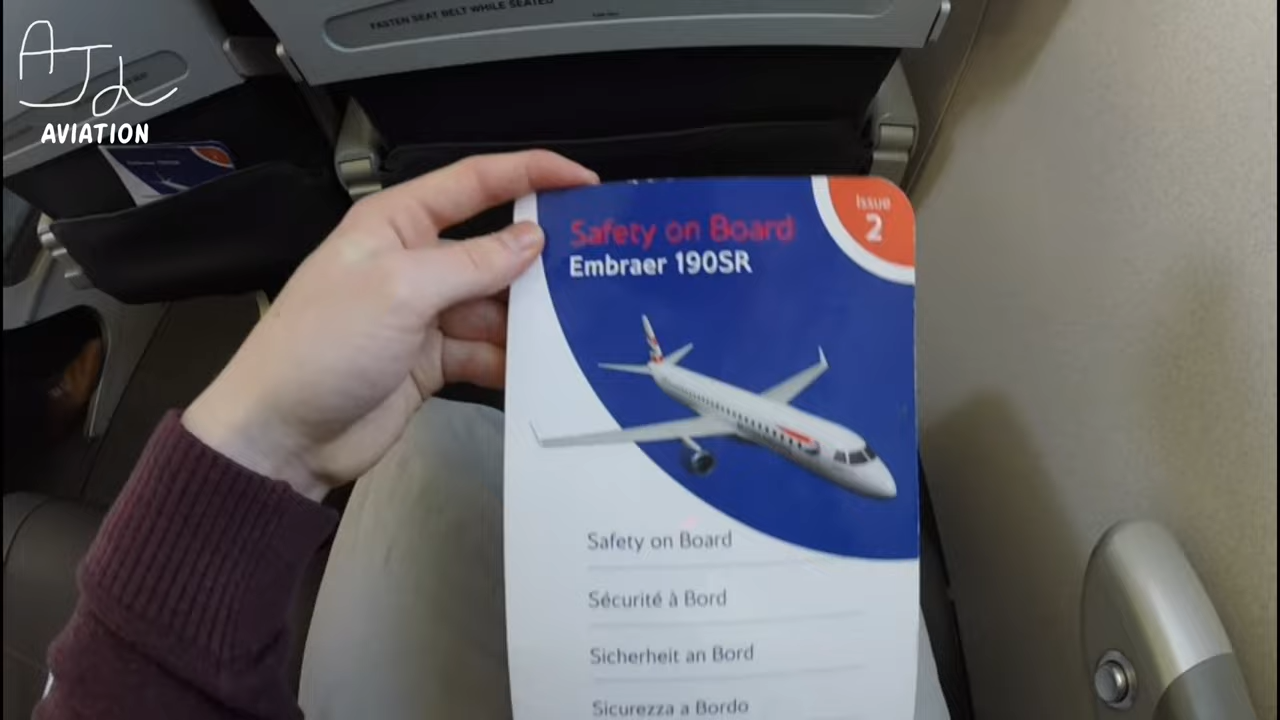 FASTEN SEAT BELT WHILE SEATED
AJL
AVIATION
Issue
2
Safety on Board
Embraer 190SR
Safety on Board
Sécurité à Bord
Sicherheit an Bord
Sicurezza a Bordo